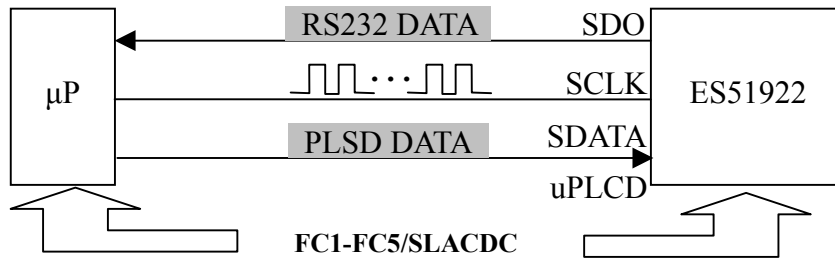 RS232 DATA SDO
μP SCLK ES51922
PLSD DATA SDATA
uPLCD
FC1-FC5/SLACDC